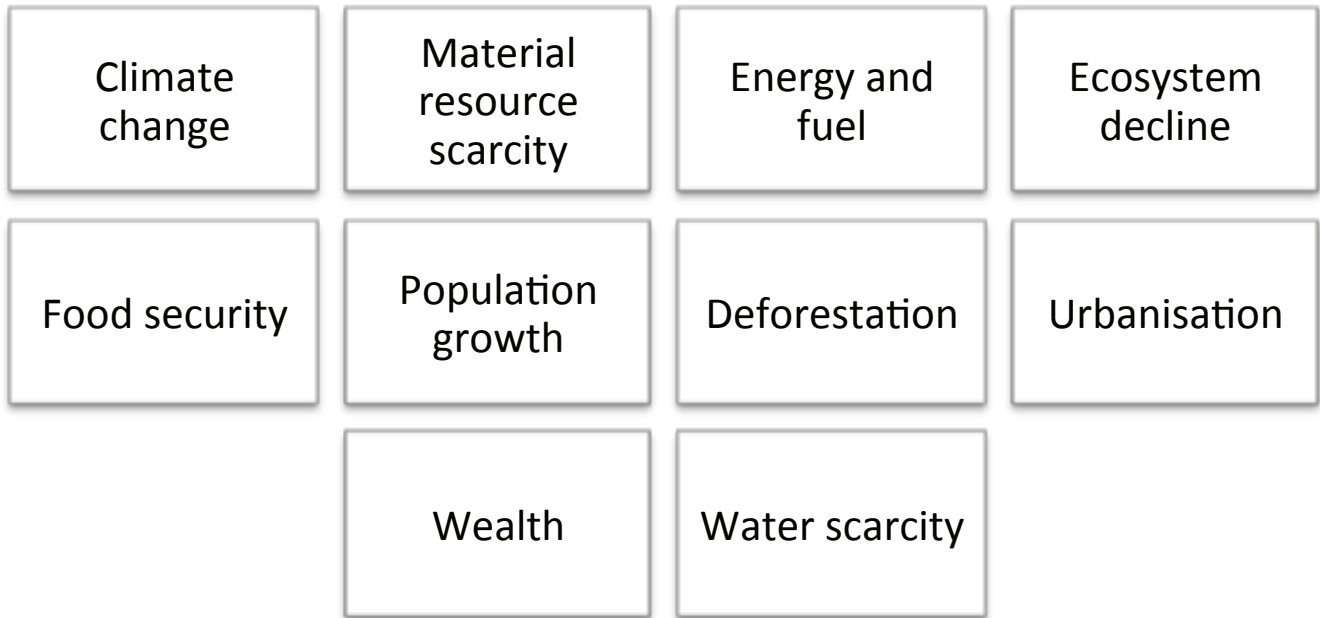 Climate
change
Material
resource
scarcity
Energy and
fuel
Ecosystem
decline
Food security
Population
growth
Deforestation
Urbanisation
Wealth
Water scarcity